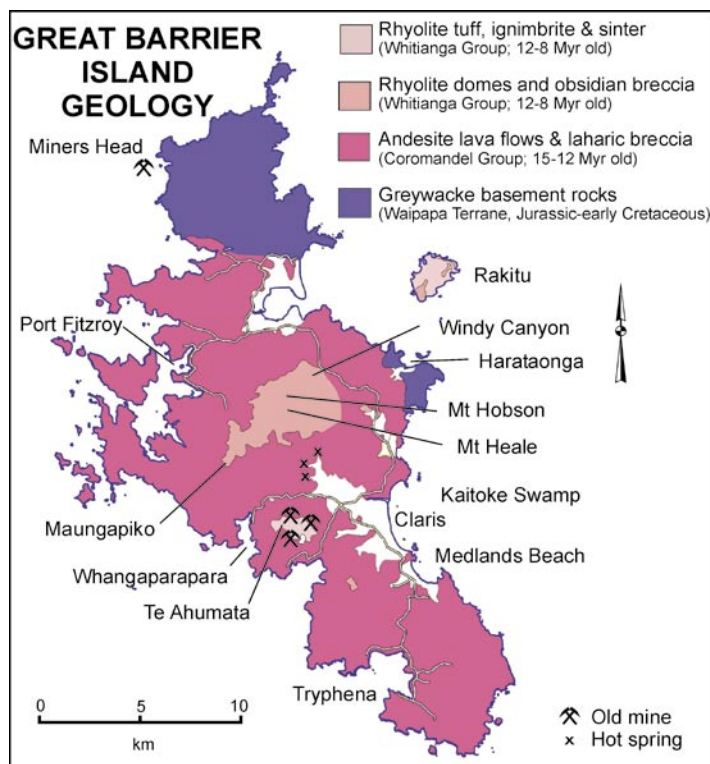 GREAT BARRIER
ISLAND
GEOLOGY
Rhyolite tuff, ignimbrite & sinter
(Whitianga Group; 12-8 Myr old)
Rhyolite domes and obsidian breccia
(Whitianga Group; 12-8 Myr old)
Andesite lava flows & laharic breccia
(Coromandel Group; 15-12 Myr old)
Greywacke basement rocks
(Waipapa Terrane, Jurassic-early Cretaceous)
Miners Head
Rakitu
Port Fitzroy
Windy Canyon
Harataonga
Mt Hobson
Mt Heale
Kaitoke Swamp
Maungapiko
Claris
Whangaparapara
Medlands Beach
Te Ahumata
Tryphena
0 5 10
km
Old mine
Hot spring